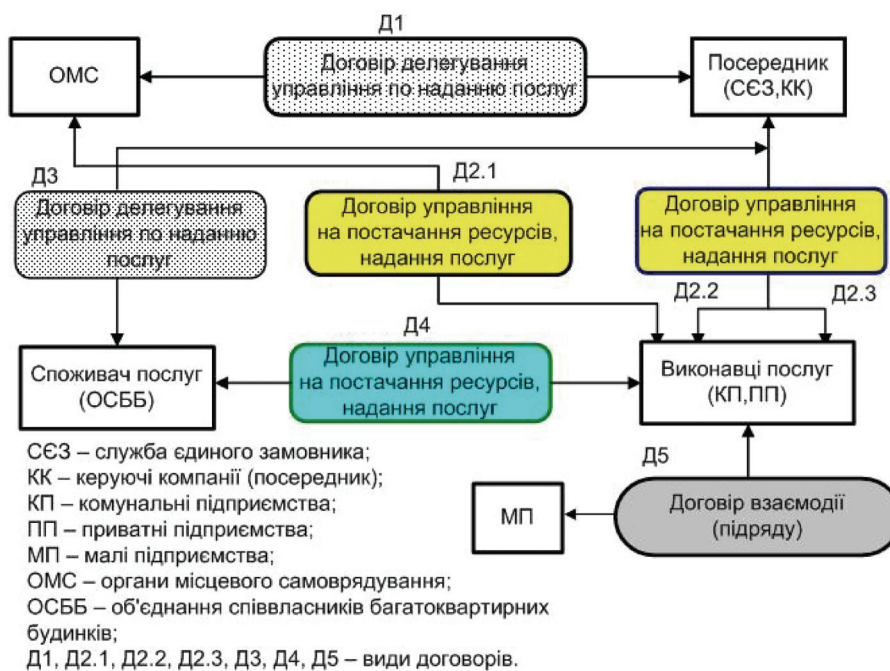 Д1
ОМС
Договір делегування
управління по наданню
послуг
Посередник
(СЄЗ,КК)
Д3
Договір делегування
управління по наданню
послуг
Д2.1
Договір управління
на постачання ресурсів,
надання послуг
Договір управління
на постачання ресурсів,
надання послуг
Д2.2
Д2.3
Споживач послуг
(ОСББ)
Д4
Договір управління
на постачання ресурсів,
надання послуг
Виконавці послуг
(КП,ПП)
Д5
МП
Договір взаємодії
(підряду)
СЄЗ – служба єдиного замовника;
КК – керуючі компанії (посередник);
КП – комунальні підприємства;
ПП – приватні підприємства;
МП – малі підприємства;
ОМС – органи місцевого самоврядування;
ОСББ – об'єднання співвласників багатоквартирних
будинків;
Д1, Д2.1, Д2.2, Д2.3, Д3, Д4, Д5 – види договорів.